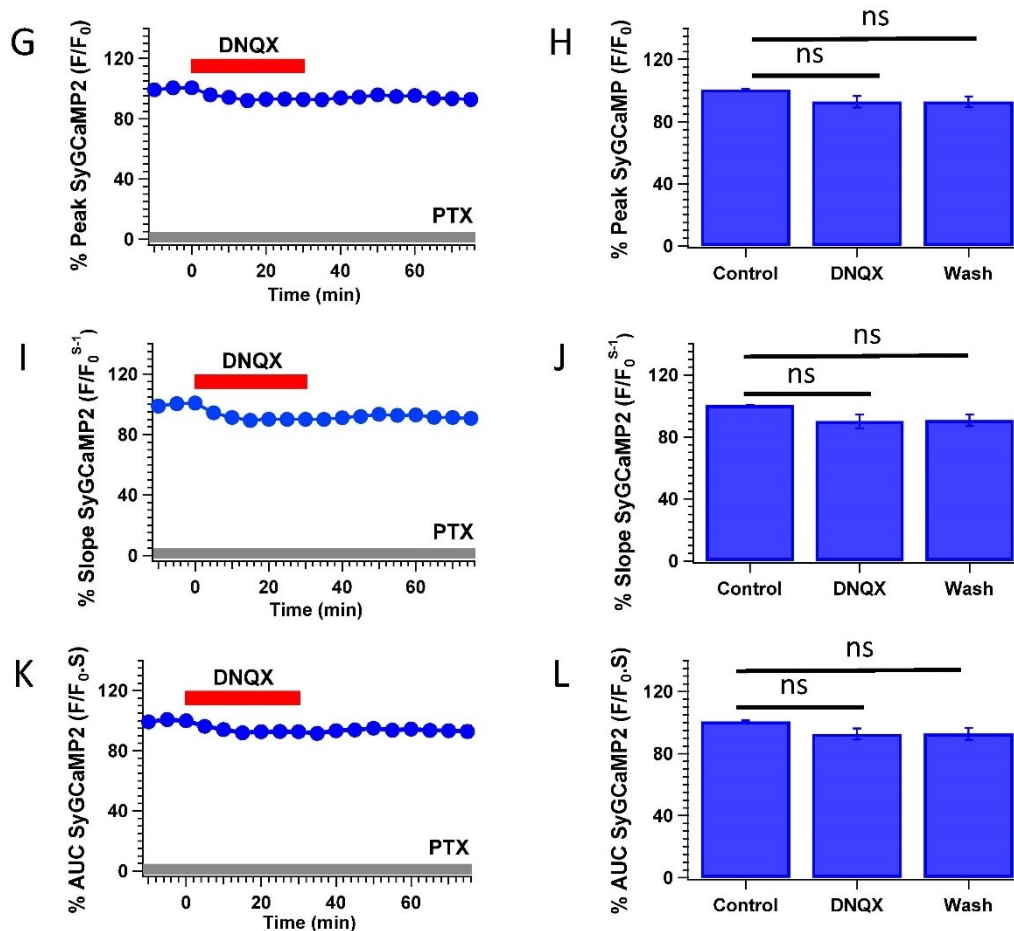 G
DNQX
120
80
40
0
% Peak SyGCaMP2 (F/F₀)
PTX
0 20 40 60
Time (min)
H
ns
ns
120
80
40
0
% Peak SyGCaMP (F/F₀)
Control DNQX Wash
I
DNQX
120
80
40
0
% Slope SyGCaMP2 (F/F₀ˢ⁻¹)
PTX
0 20 40 60
Time (min)
J
ns
ns
120
80
40
0
% Slope SyGCaMP2 (F/F₀ˢ⁻¹)
Control DNQX Wash
K
DNQX
120
80
40
0
% AUC SyGCaMP2 (F/F₀.S)
PTX
0 20 40 60
Time (min)
L
ns
ns
120
80
40
0
% AUC SyGCaMP2 (F/F₀.S)
Control DNQX Wash